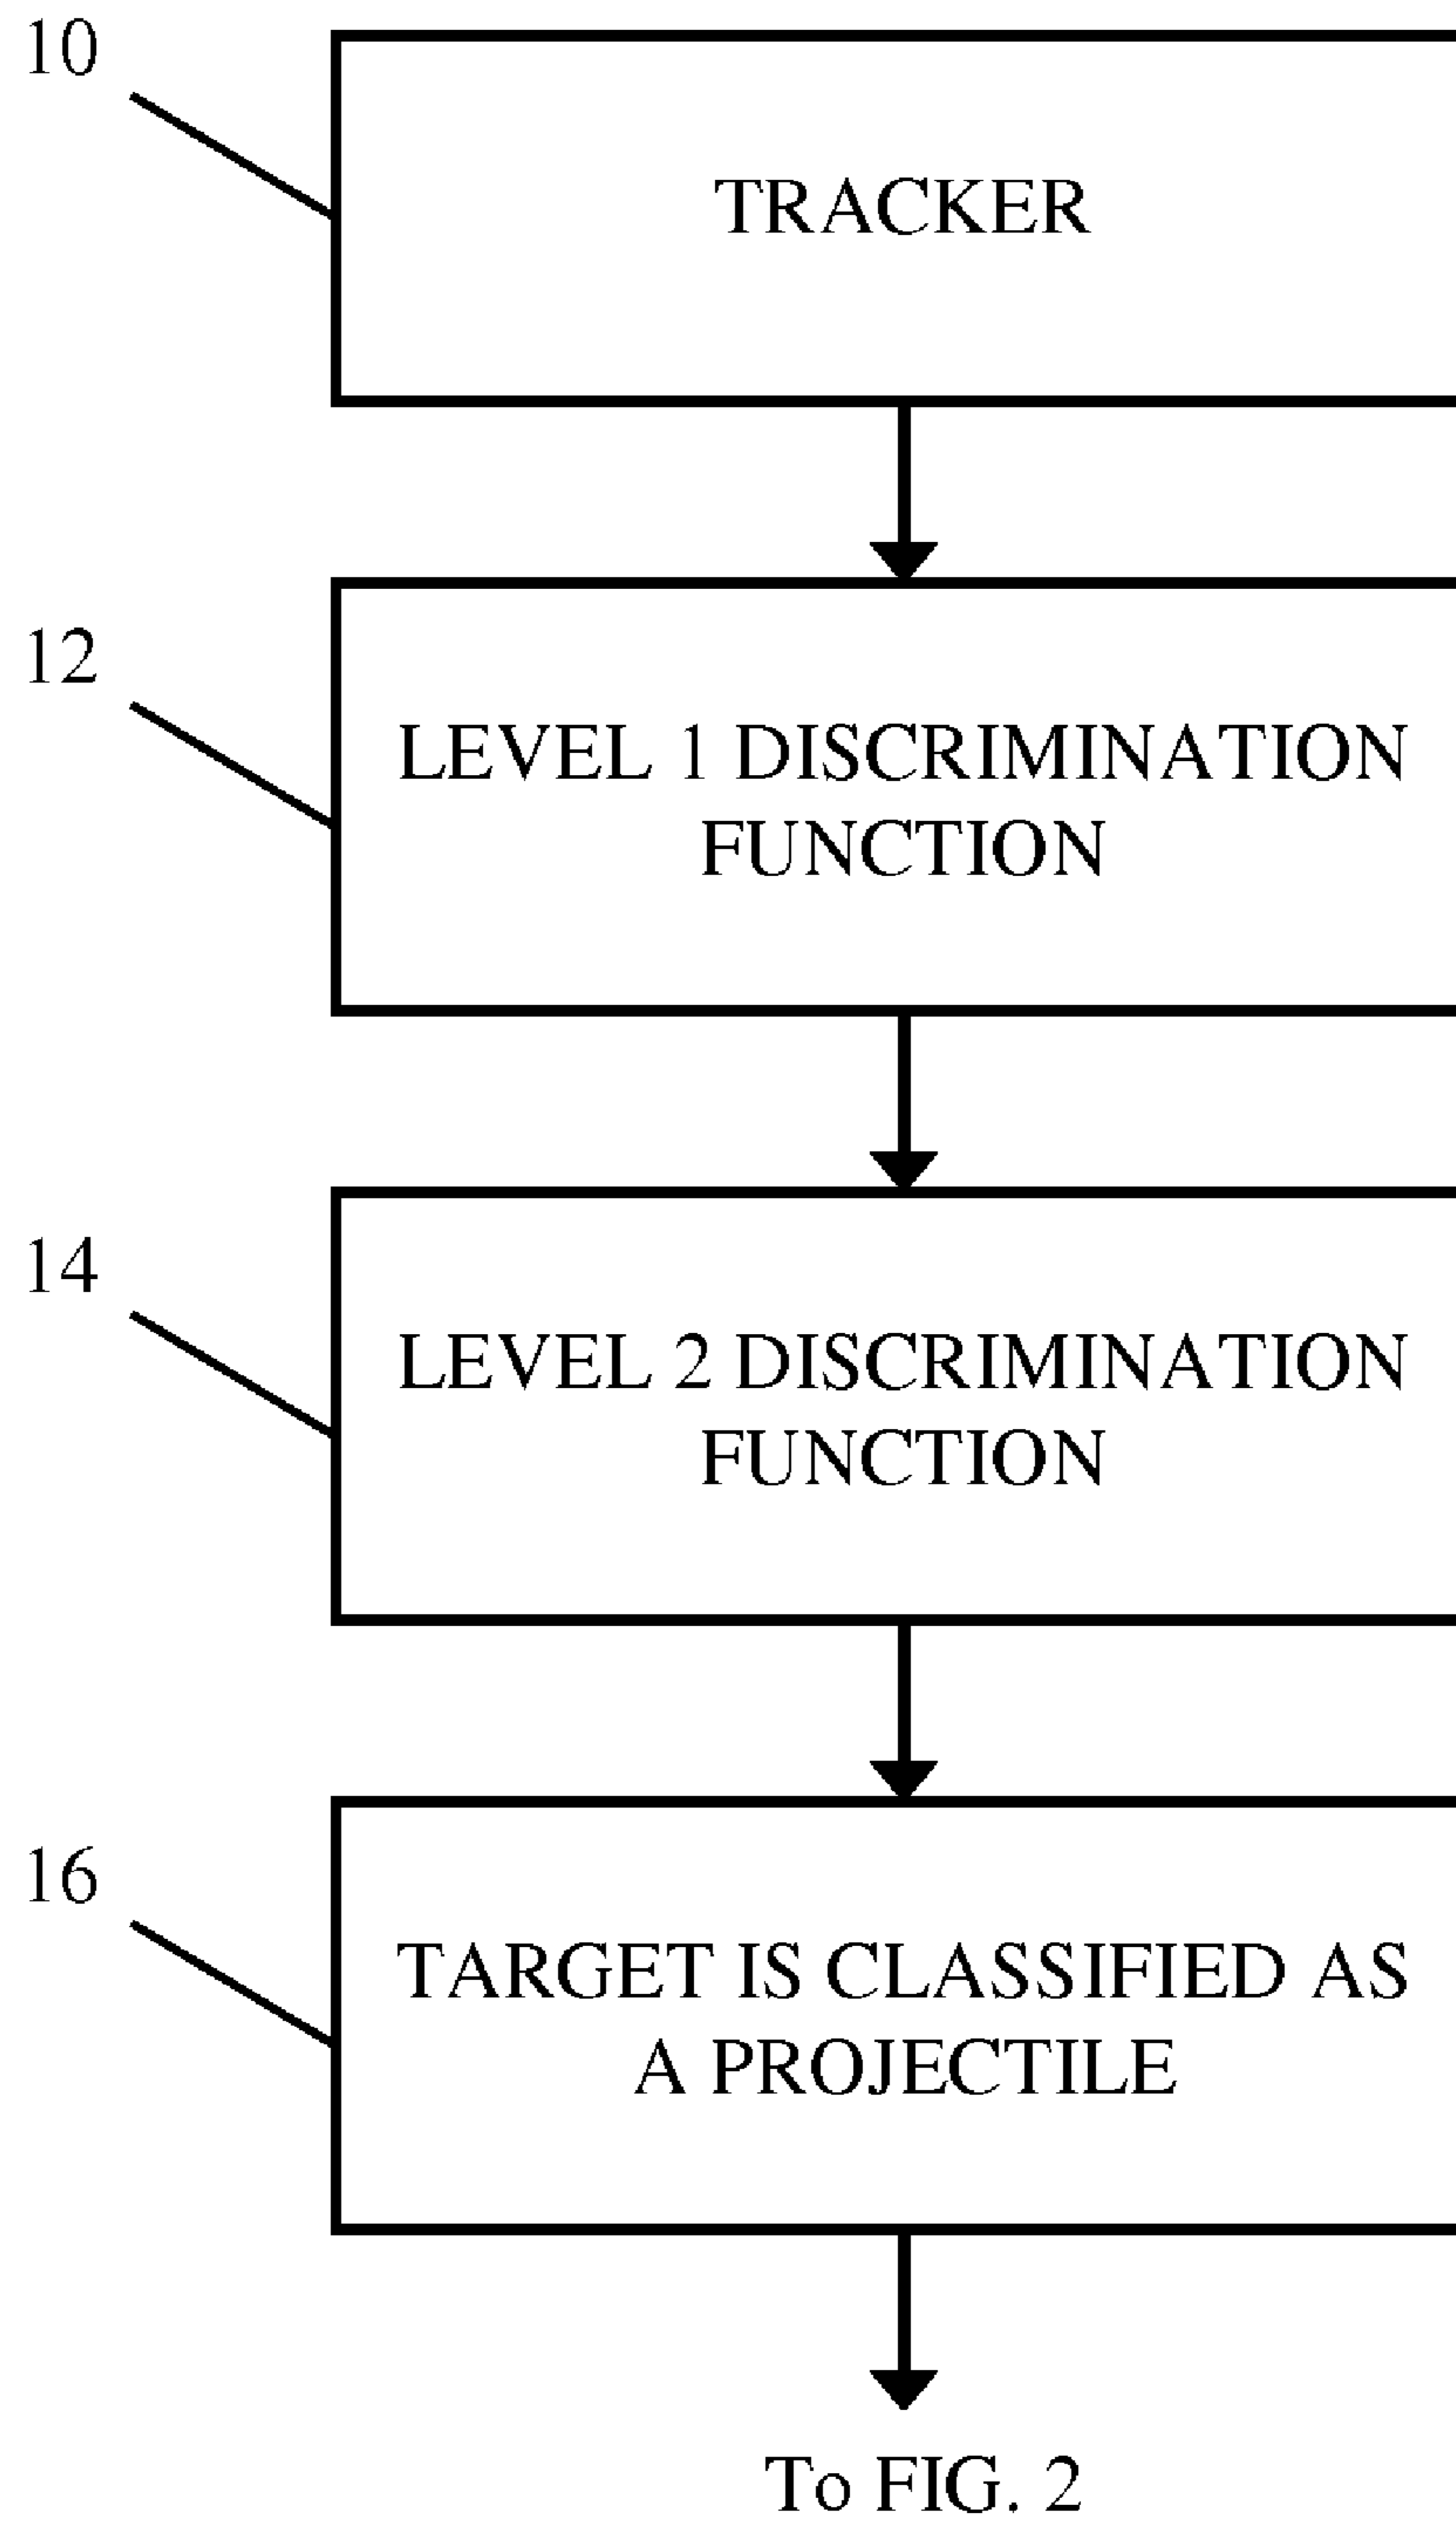 10
TRACKER
12
LEVEL 1 DISCRIMINATION
FUNCTION
14
LEVEL 2 DISCRIMINATION
FUNCTION
16
TARGET IS CLASSIFIED AS
A PROJECTILE
To FIG. 2